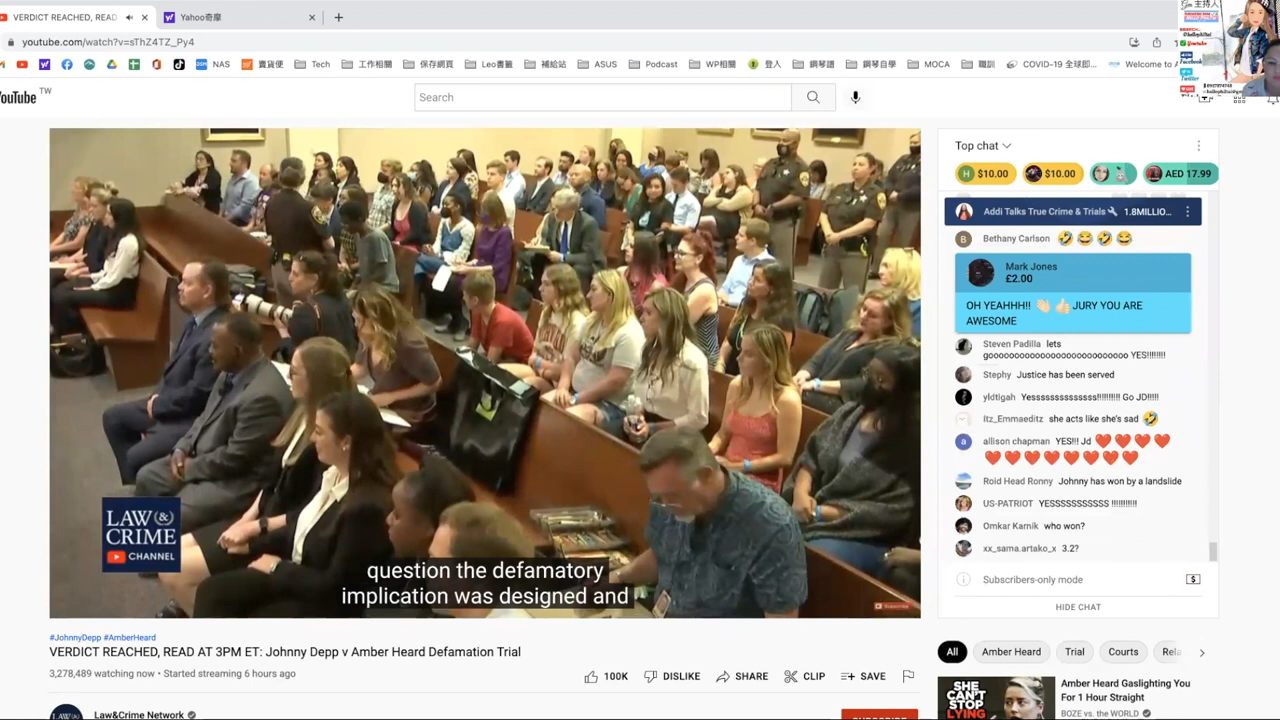 VERDICT REACHED, READ
Yahoo奇摩
youtube.com/watch?v=sThZ4TZ_Py4
NAS
賣貨便
Tech
工作相關
保存網頁
補給站
ASUS
Podcast
WP相關
登入
鋼琴譜
鋼琴自學
MOCA
職訓
COVID-19 全球即...
Welcome to
主持人
Youtube
Twitter
YouTube TW
Search
Top chat
H $10.00
$10.00
AED 17.99
Addi Talks True Crime & Trials 1.8MILLIO...
B Bethany Carlson 🤣😂🤣😂
Mark Jones
£2.00
OH YEAHHH!! 👏🏻 👍🏻JURY YOU ARE
AWESOME
Steven Padilla lets
gooooooooooooooooooooooooooo YES!!!!!!!!
Stephy Justice has been served
yldtigah Yesssssssssssss!!!!!!!!!! Go JD!!!!!
Itz_Emmaeditz she acts like she's sad 🤣
a allison chapman YES!!! Jd ❤️❤️❤️❤️
❤️❤️❤️❤️❤️❤️❤️❤️
Roid Head Ronny Johnny has won by a landslide
US-PATRIOT YESSSSSSSSSSS !!!!!!!!!!!
Omkar Karnik who won?
xx_sama.artako_x 3.2?
Subscribers-only mode
HIDE CHAT
LAW &
CRIME
CHANNEL
question the defamatory
implication was designed and
#JohnnyDepp #AmberHeard
VERDICT REACHED, READ AT 3PM ET: Johnny Depp v Amber Heard Defamation Trial
3,278,489 watching now • Started streaming 6 hours ago
100K
DISLIKE
SHARE
CLIP
SAVE
All
Amber Heard
Trial
Courts
Rela
LAW&
Law&Crime Network
SUBSCRIBE
SHE
CAN'T
STOP
LYING
Amber Heard Gaslighting You
For 1 Hour Straight
BOZE vs. the WORLD